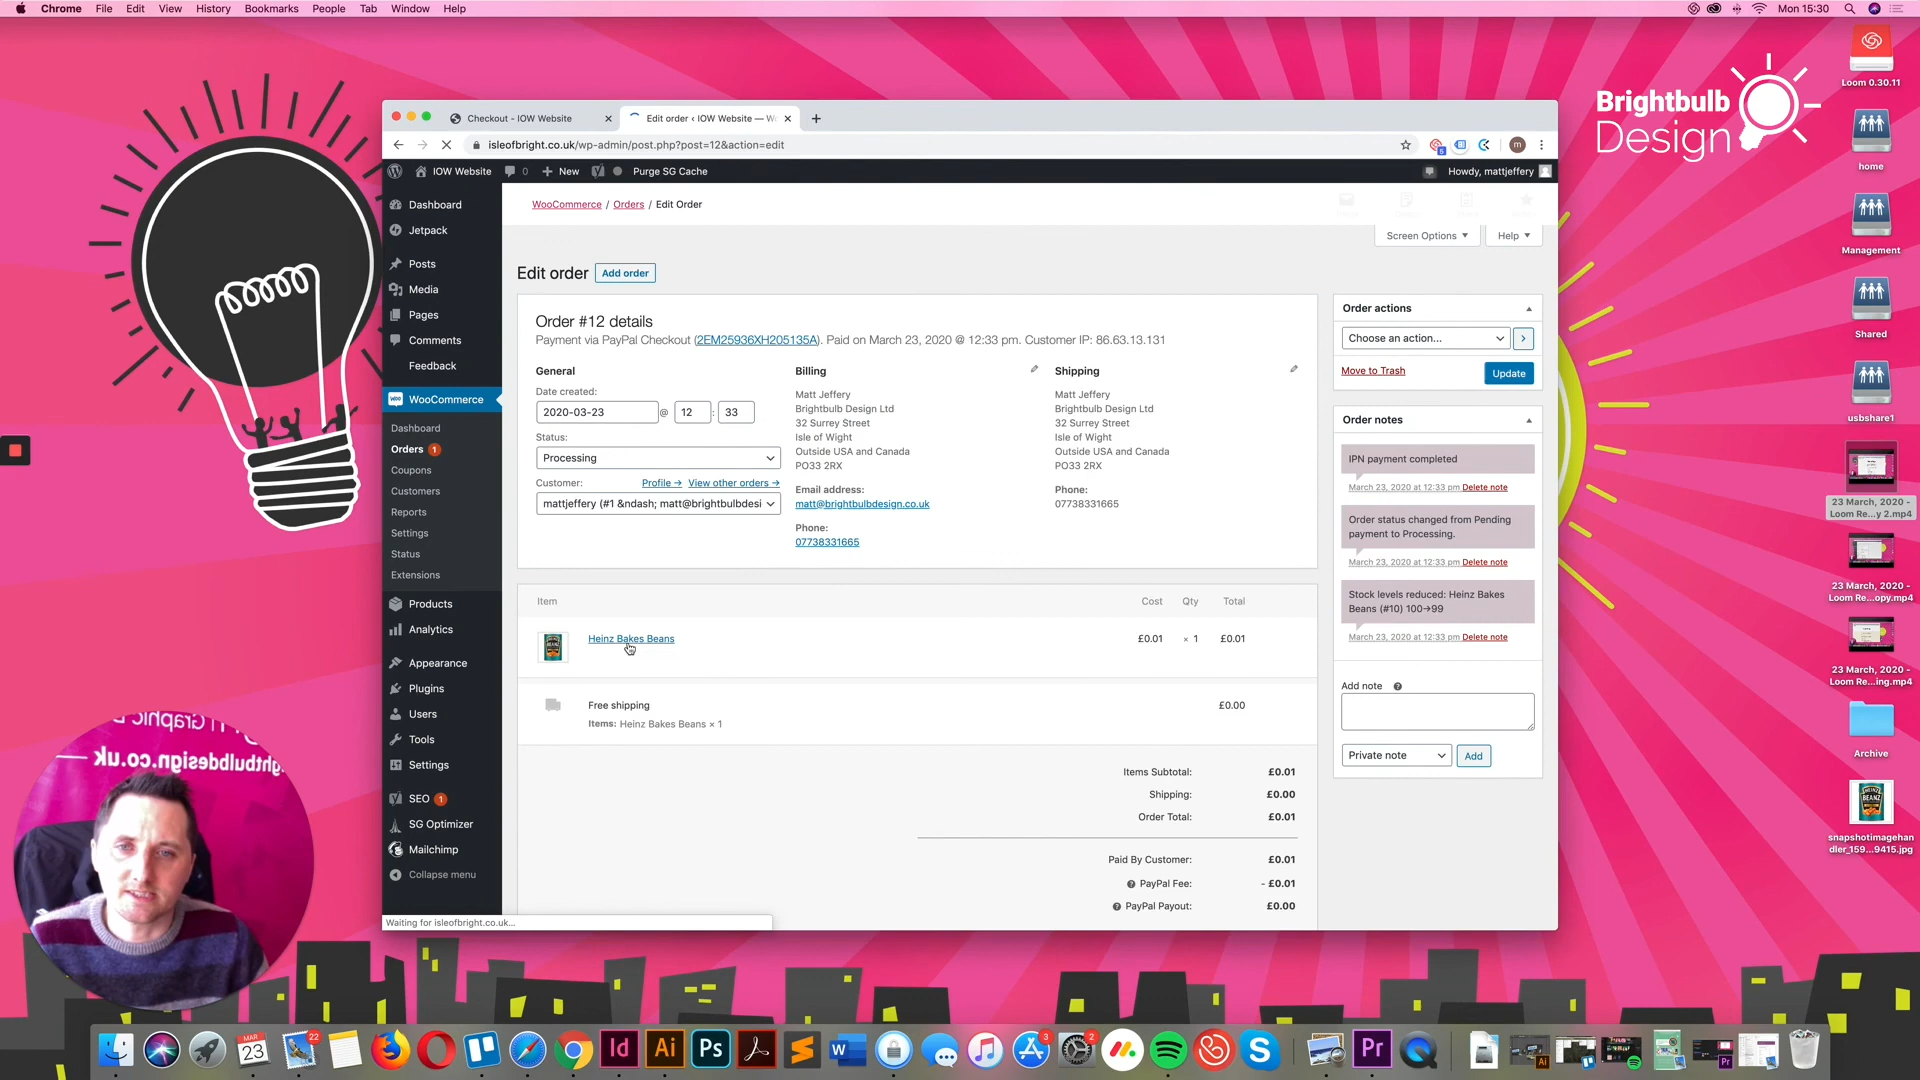 Chrome File Edit View History Bookmarks People Tab Window Help
Mon 15:30
Brightbulb
Design
Loom 0.30.11
home
Management
Shared
usbshare1
23 March, 2020 -
Loom Re...y 2.mp4
23 March, 2020 -
Loom Re...opy.mp4
23 March, 2020 -
Loom Re...ing.mp4
Archive
snapshotimagehan
dler_159...9415.jpg
Checkout - IOW Website
Edit order ‹ IOW Website — Wo
isleofbright.co.uk/wp-admin/post.php?post=12&action=edit
IOW Website 0 New Purge SG Cache
Howdy, mattjeffery
Dashboard
Jetpack
Posts
Media
Pages
Comments
Feedback
WooCommerce
Dashboard
Orders 1
Coupons
Customers
Reports
Settings
Status
Extensions
Products
Analytics
Appearance
Plugins
Users
Tools
Settings
SEO 1
SG Optimizer
Mailchimp
Collapse menu
WooCommerce / Orders / Edit Order
Screen Options Help
Edit order Add order
Order #12 details
Payment via PayPal Checkout (2EM25936XH205135A). Paid on March 23, 2020 @ 12:33 pm. Customer IP: 86.63.13.131
General
Date created:
2020-03-23 @ 12 : 33
Status:
Processing
Customer: Profile → View other orders →
mattjeffery (#1 &ndash; matt@brightbulbdesi
Billing
Matt Jeffery
Brightbulb Design Ltd
32 Surrey Street
Isle of Wight
Outside USA and Canada
PO33 2RX
Email address:
matt@brightbulbdesign.co.uk
Phone:
07738331665
Shipping
Matt Jeffery
Brightbulb Design Ltd
32 Surrey Street
Isle of Wight
Outside USA and Canada
PO33 2RX
Phone:
07738331665
Item Cost Qty Total
Heinz Bakes Beans £0.01 × 1 £0.01
Free shipping £0.00
Items: Heinz Bakes Beans × 1
Items Subtotal: £0.01
Shipping: £0.00
Order Total: £0.01
Paid By Customer: £0.01
PayPal Fee: - £0.01
PayPal Payout: £0.00
Order actions
Choose an action...
Move to Trash Update
Order notes
IPN payment completed
March 23, 2020 at 12:33 pm Delete note
Order status changed from Pending
payment to Processing.
March 23, 2020 at 12:33 pm Delete note
Stock levels reduced: Heinz Bakes
Beans (#10) 100→99
March 23, 2020 at 12:33 pm Delete note
Add note
Private note Add
Waiting for isleofbright.co.uk...
MAR
23
22
Id
Ai
Ps
W
3
2
Pr